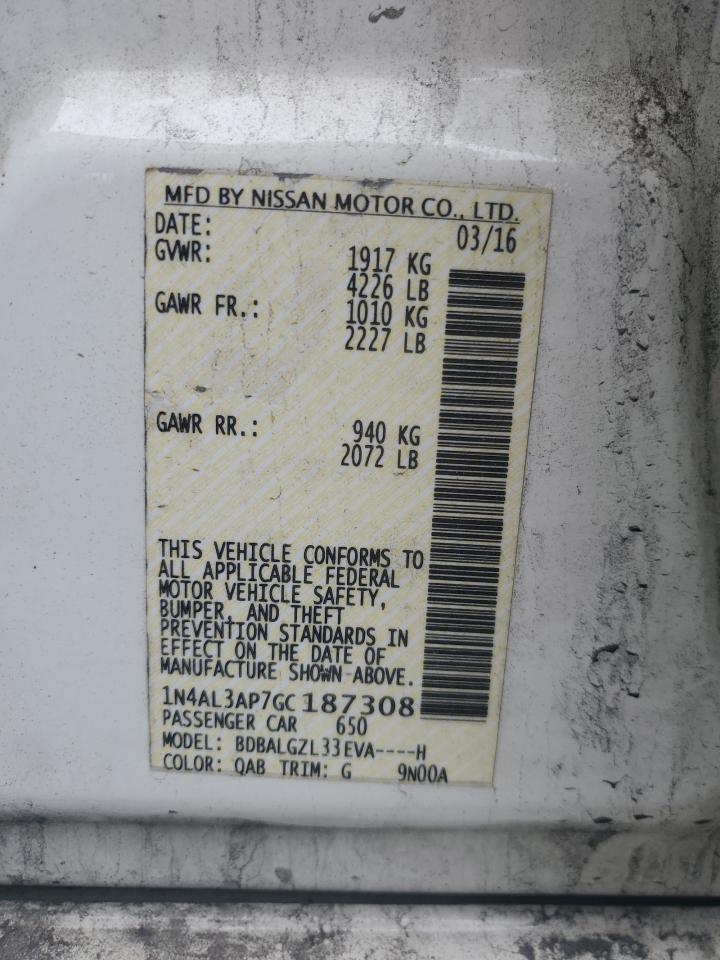 MFD BY NISSAN MOTOR CO., LTD.
DATE: 03/16
GVWR: 1917 KG
4226 LB
GAWR FR.: 1010 KG
2227 LB
GAWR RR.: 940 KG
2072 LB
THIS VEHICLE CONFORMS TO
ALL APPLICABLE FEDERAL
MOTOR VEHICLE SAFETY,
BUMPER, AND THEFT
PREVENTION STANDARDS IN
EFFECT ON THE DATE OF
MANUFACTURE SHOWN ABOVE.
1N4AL3AP7GC187308
PASSENGER CAR 650
MODEL: BDBALGZL33EVA----H
COLOR: QAB TRIM: G 9N00A